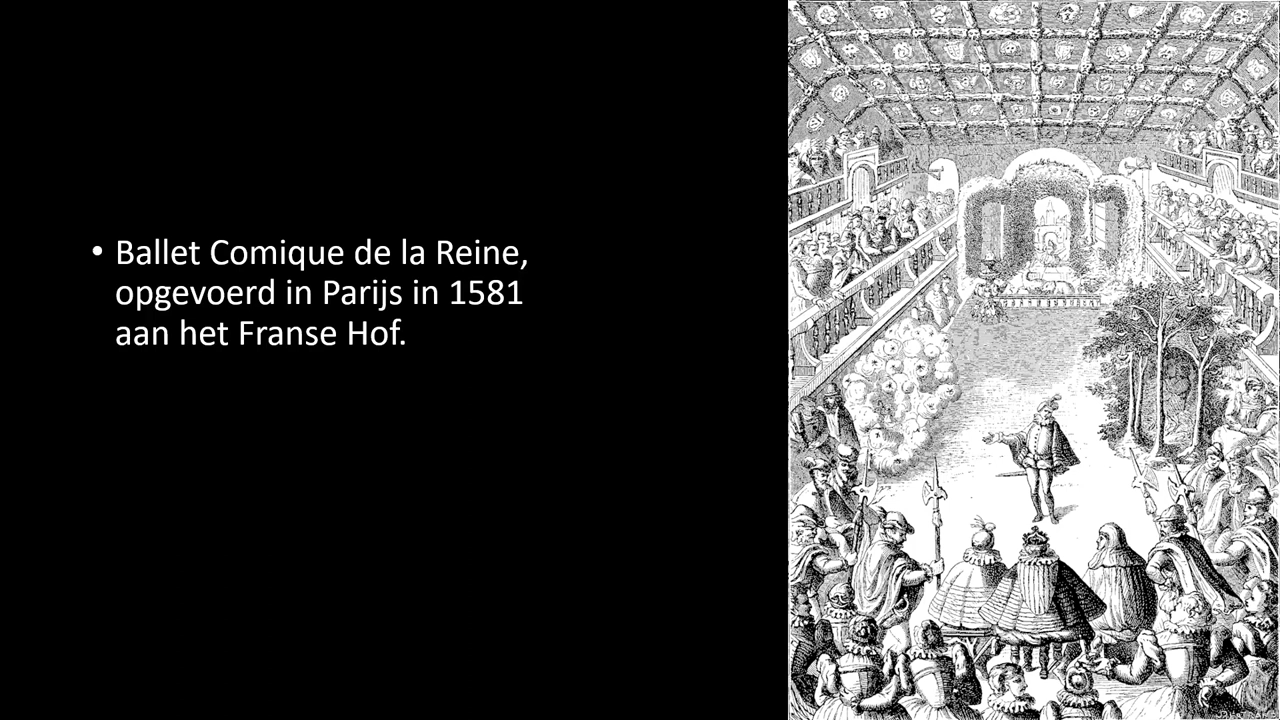 • Ballet Comique de la Reine,
opgevoerd in Parijs in 1581
aan het Franse Hof.